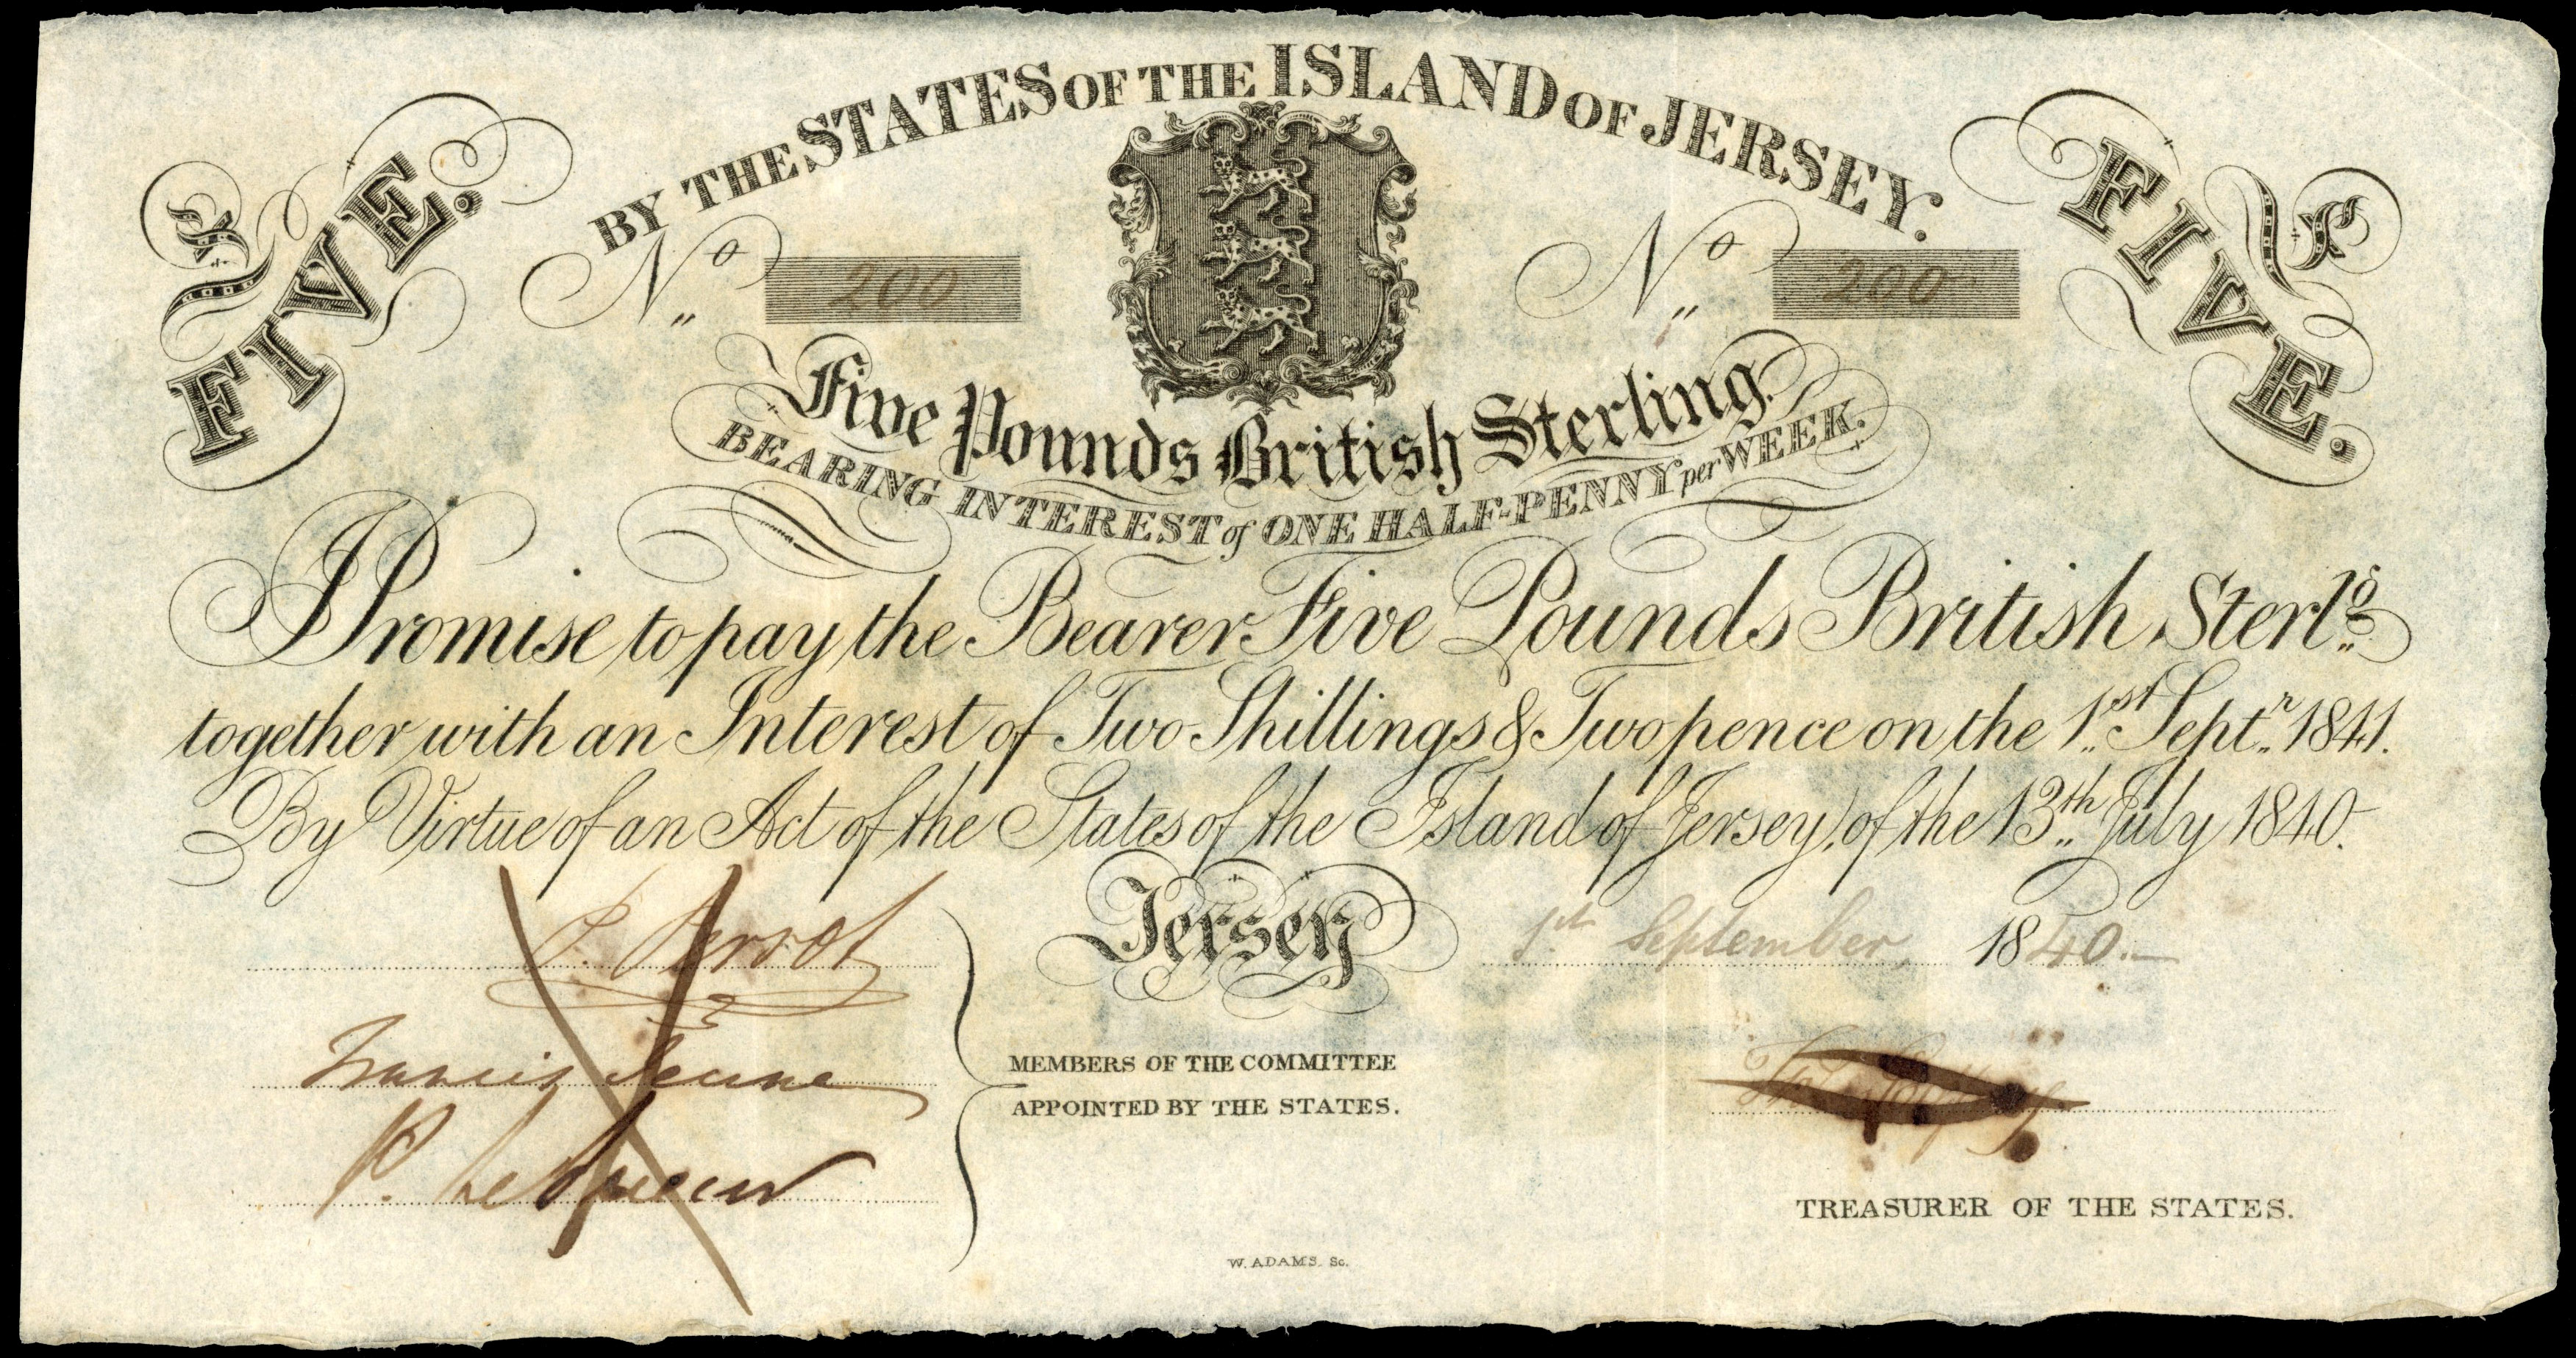 BY THE STATES OF THE ISLAND OF JERSEY.
£ FIVE.
£ FIVE.
No 200
No 200
Five Pounds British Sterling.
BEARING INTEREST of ONE HALF-PENNY per WEEK.
I Promise to pay the Bearer Five Pounds British Sterlg
together with an Interest of Two Shillings & Twopence on the 1st Septr 1841.
By Virtue of an Act of the States of the Island of Jersey, of the 13th July 1840.
P. Perrot
Jersey 1st September, 1840.
Francis Jeune
MEMBERS OF THE COMMITTEE
APPOINTED BY THE STATES.
P.
TREASURER OF THE STATES.
W. ADAMS. Sc.